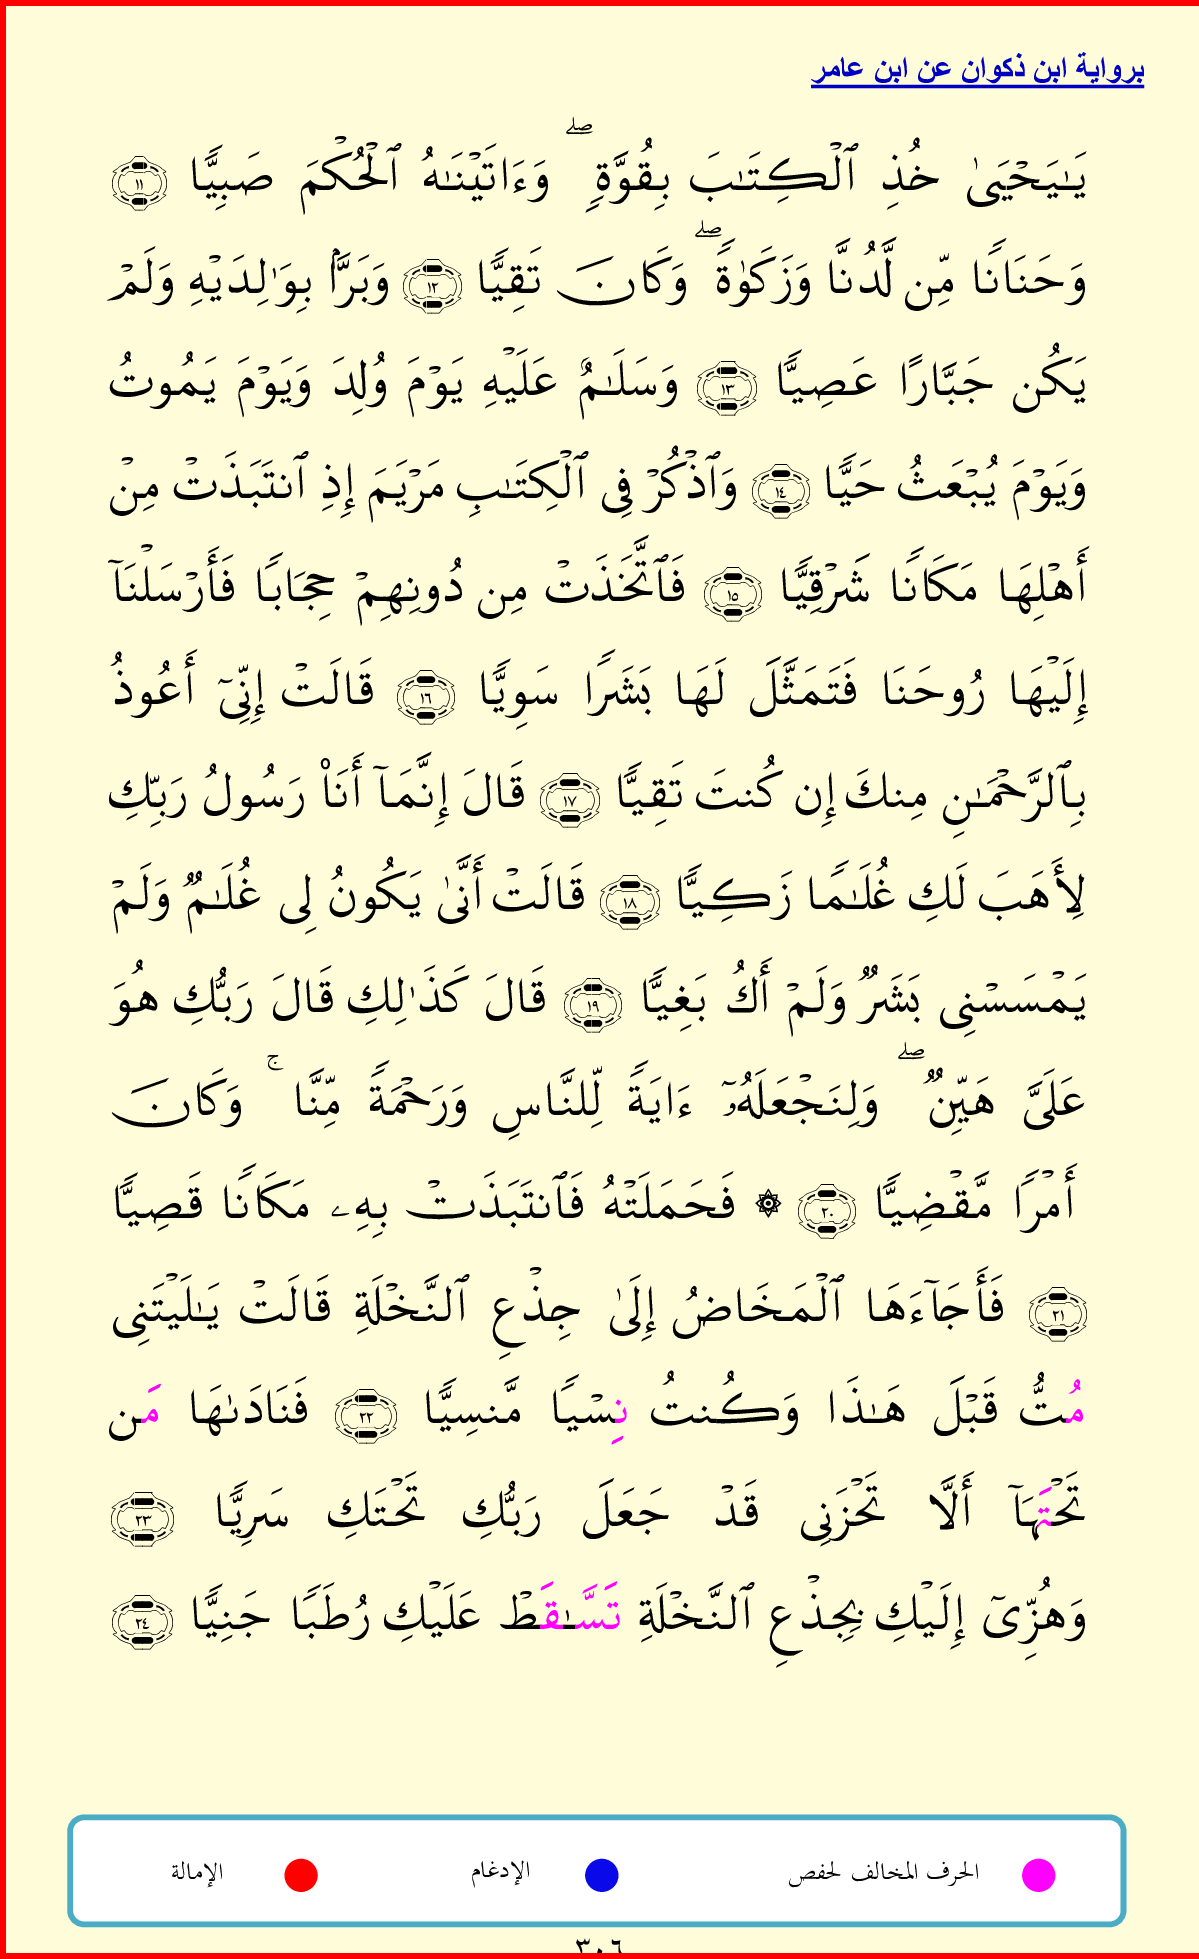 برواية ابن ذكوان عن ابن عامر
يَـٰيَحْيَىٰ خُذِ ٱلْكِتَـٰبَ بِقُوَّةٍۖ وَءَاتَيْنَـٰهُ ٱلْحُكْمَ صَبِيًّا ١١
وَحَنَانًا مِّن لَّدُنَّا وَزَكَوٰةًۖ وَكَانَ تَقِيًّا ١٢ وَبَرًّۢا بِوَٰلِدَيْهِ وَلَمْ
يَكُن جَبَّارًا عَصِيًّا ١٣ وَسَلَـٰمٌ عَلَيْهِ يَوْمَ وُلِدَ وَيَوْمَ يَمُوتُ
وَيَوْمَ يُبْعَثُ حَيًّا ١٤ وَٱذْكُرْ فِى ٱلْكِتَـٰبِ مَرْيَمَ إِذِ ٱنتَبَذَتْ مِنْ
أَهْلِهَا مَكَانًا شَرْقِيًّا ١٥ فَٱتَّخَذَتْ مِن دُونِهِمْ حِجَابًا فَأَرْسَلْنَآ
إِلَيْهَا رُوحَنَا فَتَمَثَّلَ لَهَا بَشَرًا سَوِيًّا ١٦ قَالَتْ إِنِّىٓ أَعُوذُ
بِٱلرَّحْمَـٰنِ مِنكَ إِن كُنتَ تَقِيًّا ١٧ قَالَ إِنَّمَآ أَنَا۠ رَسُولُ رَبِّكِ
لِأَهَبَ لَكِ غُلَـٰمًا زَكِيًّا ١٨ قَالَتْ أَنَّىٰ يَكُونُ لِى غُلَـٰمٌ وَلَمْ
يَمْسَسْنِى بَشَرٌ وَلَمْ أَكُ بَغِيًّا ١٩ قَالَ كَذَٰلِكِ قَالَ رَبُّكِ هُوَ
عَلَىَّ هَيِّنٌۖ وَلِنَجْعَلَهُۥٓ ءَايَةً لِّلنَّاسِ وَرَحْمَةً مِّنَّاۚ وَكَانَ
أَمْرًا مَّقْضِيًّا ٢٠ ۞ فَحَمَلَتْهُ فَٱنتَبَذَتْ بِهِۦ مَكَانًا قَصِيًّا
٢١ فَأَجَآءَهَا ٱلْمَخَاضُ إِلَىٰ جِذْعِ ٱلنَّخْلَةِ قَالَتْ يَـٰلَيْتَنِى
مُتُّ قَبْلَ هَـٰذَا وَكُنتُ نِسْيًا مَّنسِيًّا ٢٢ فَنَادَىٰهَا مَن
تَحْتَهَآ أَلَّا تَحْزَنِى قَدْ جَعَلَ رَبُّكِ تَحْتَكِ سَرِيًّا ٢٣
وَهُزِّىٓ إِلَيْكِ بِجِذْعِ ٱلنَّخْلَةِ تَسَّـٰقَطْ عَلَيْكِ رُطَبًا جَنِيًّا ٢٤
الحرف المخالف لحفص الإدغام الإمالة
٣٠٦